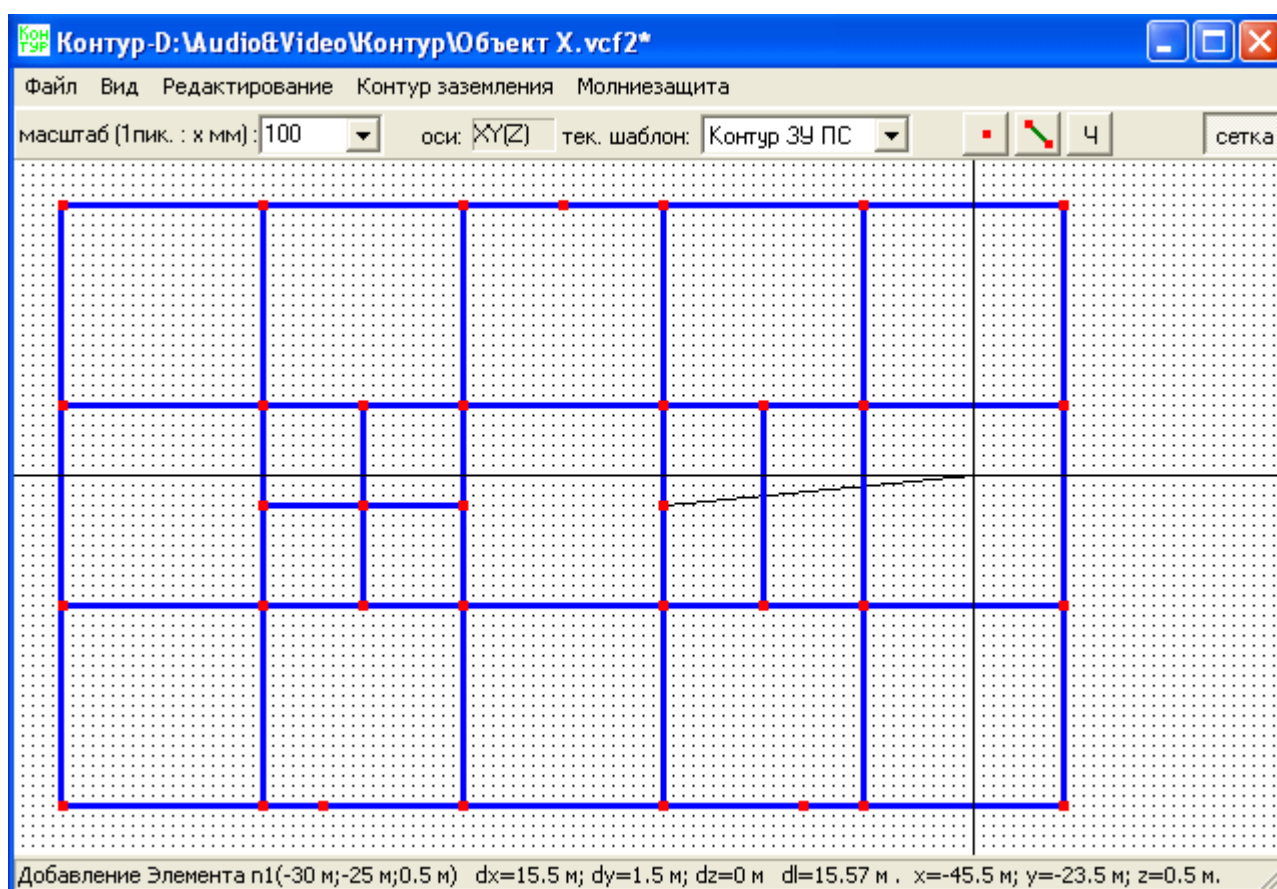 Кон
тур
Контур-D:\Audio&Video\Контур\Объект X.vcf2*
Файл Вид Редактирование Контур заземления Молниезащита
масштаб (1пик. : x мм) : 100 оси: XY(Z) тек. шаблон: Контур ЗУ ПС Ч сетка
Добавление Элемента n1(-30 м;-25 м;0.5 м) dx=15.5 м; dy=1.5 м; dz=0 м dl=15.57 м . x=-45.5 м; y=-23.5 м; z=0.5 м.